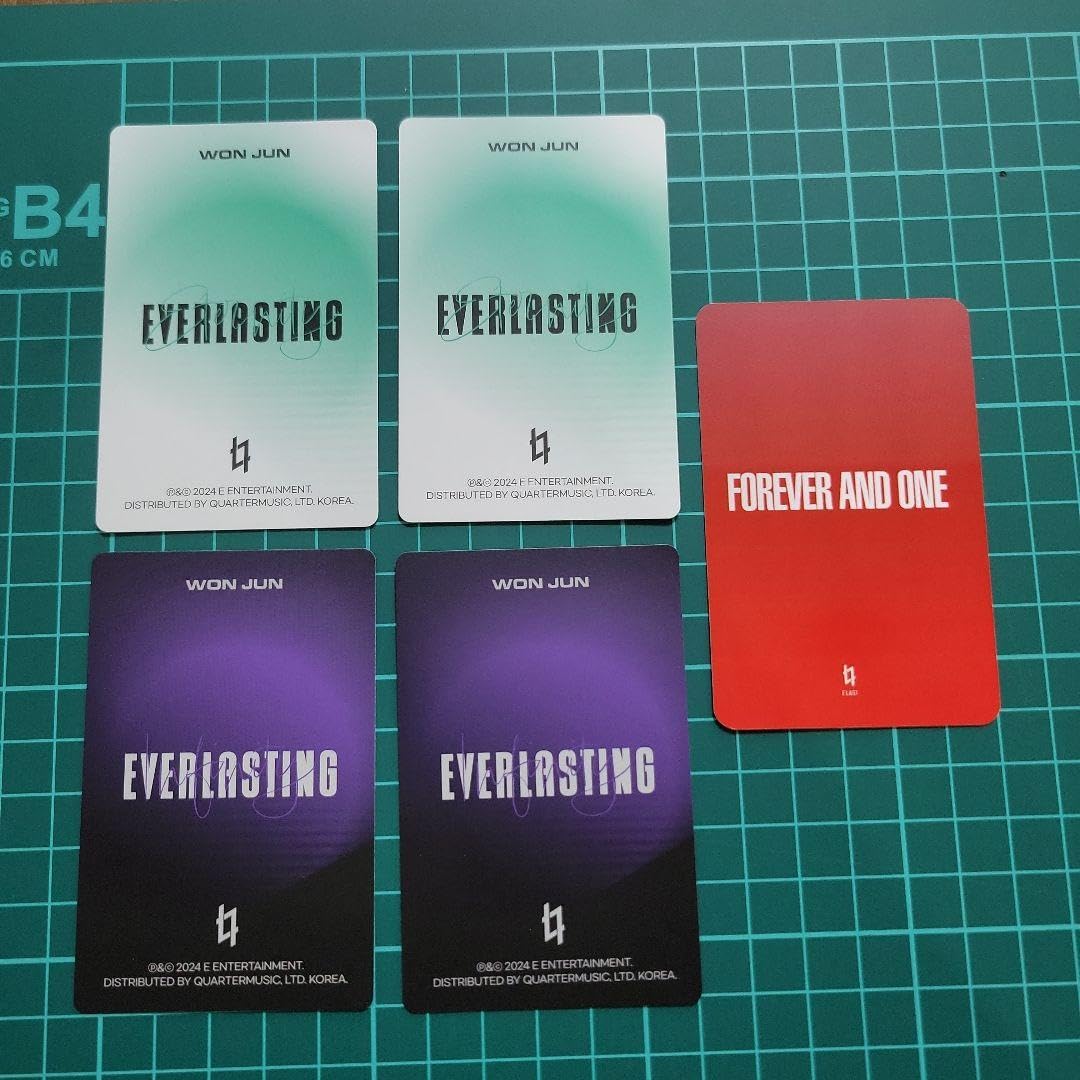 G B4
6 CM
WON JUN
EVERLASTING
℗&© 2024 E ENTERTAINMENT.
DISTRIBUTED BY QUARTERMUSIC, LTD. KOREA.
WON JUN
EVERLASTING
℗&© 2024 E ENTERTAINMENT.
DISTRIBUTED BY QUARTERMUSIC, LTD. KOREA.
FOREVER AND ONE
E'LAST
WON JUN
EVERLASTING
℗&© 2024 E ENTERTAINMENT.
DISTRIBUTED BY QUARTERMUSIC, LTD. KOREA.
WON JUN
EVERLASTING
℗&© 2024 E ENTERTAINMENT.
DISTRIBUTED BY QUARTERMUSIC, LTD. KOREA.